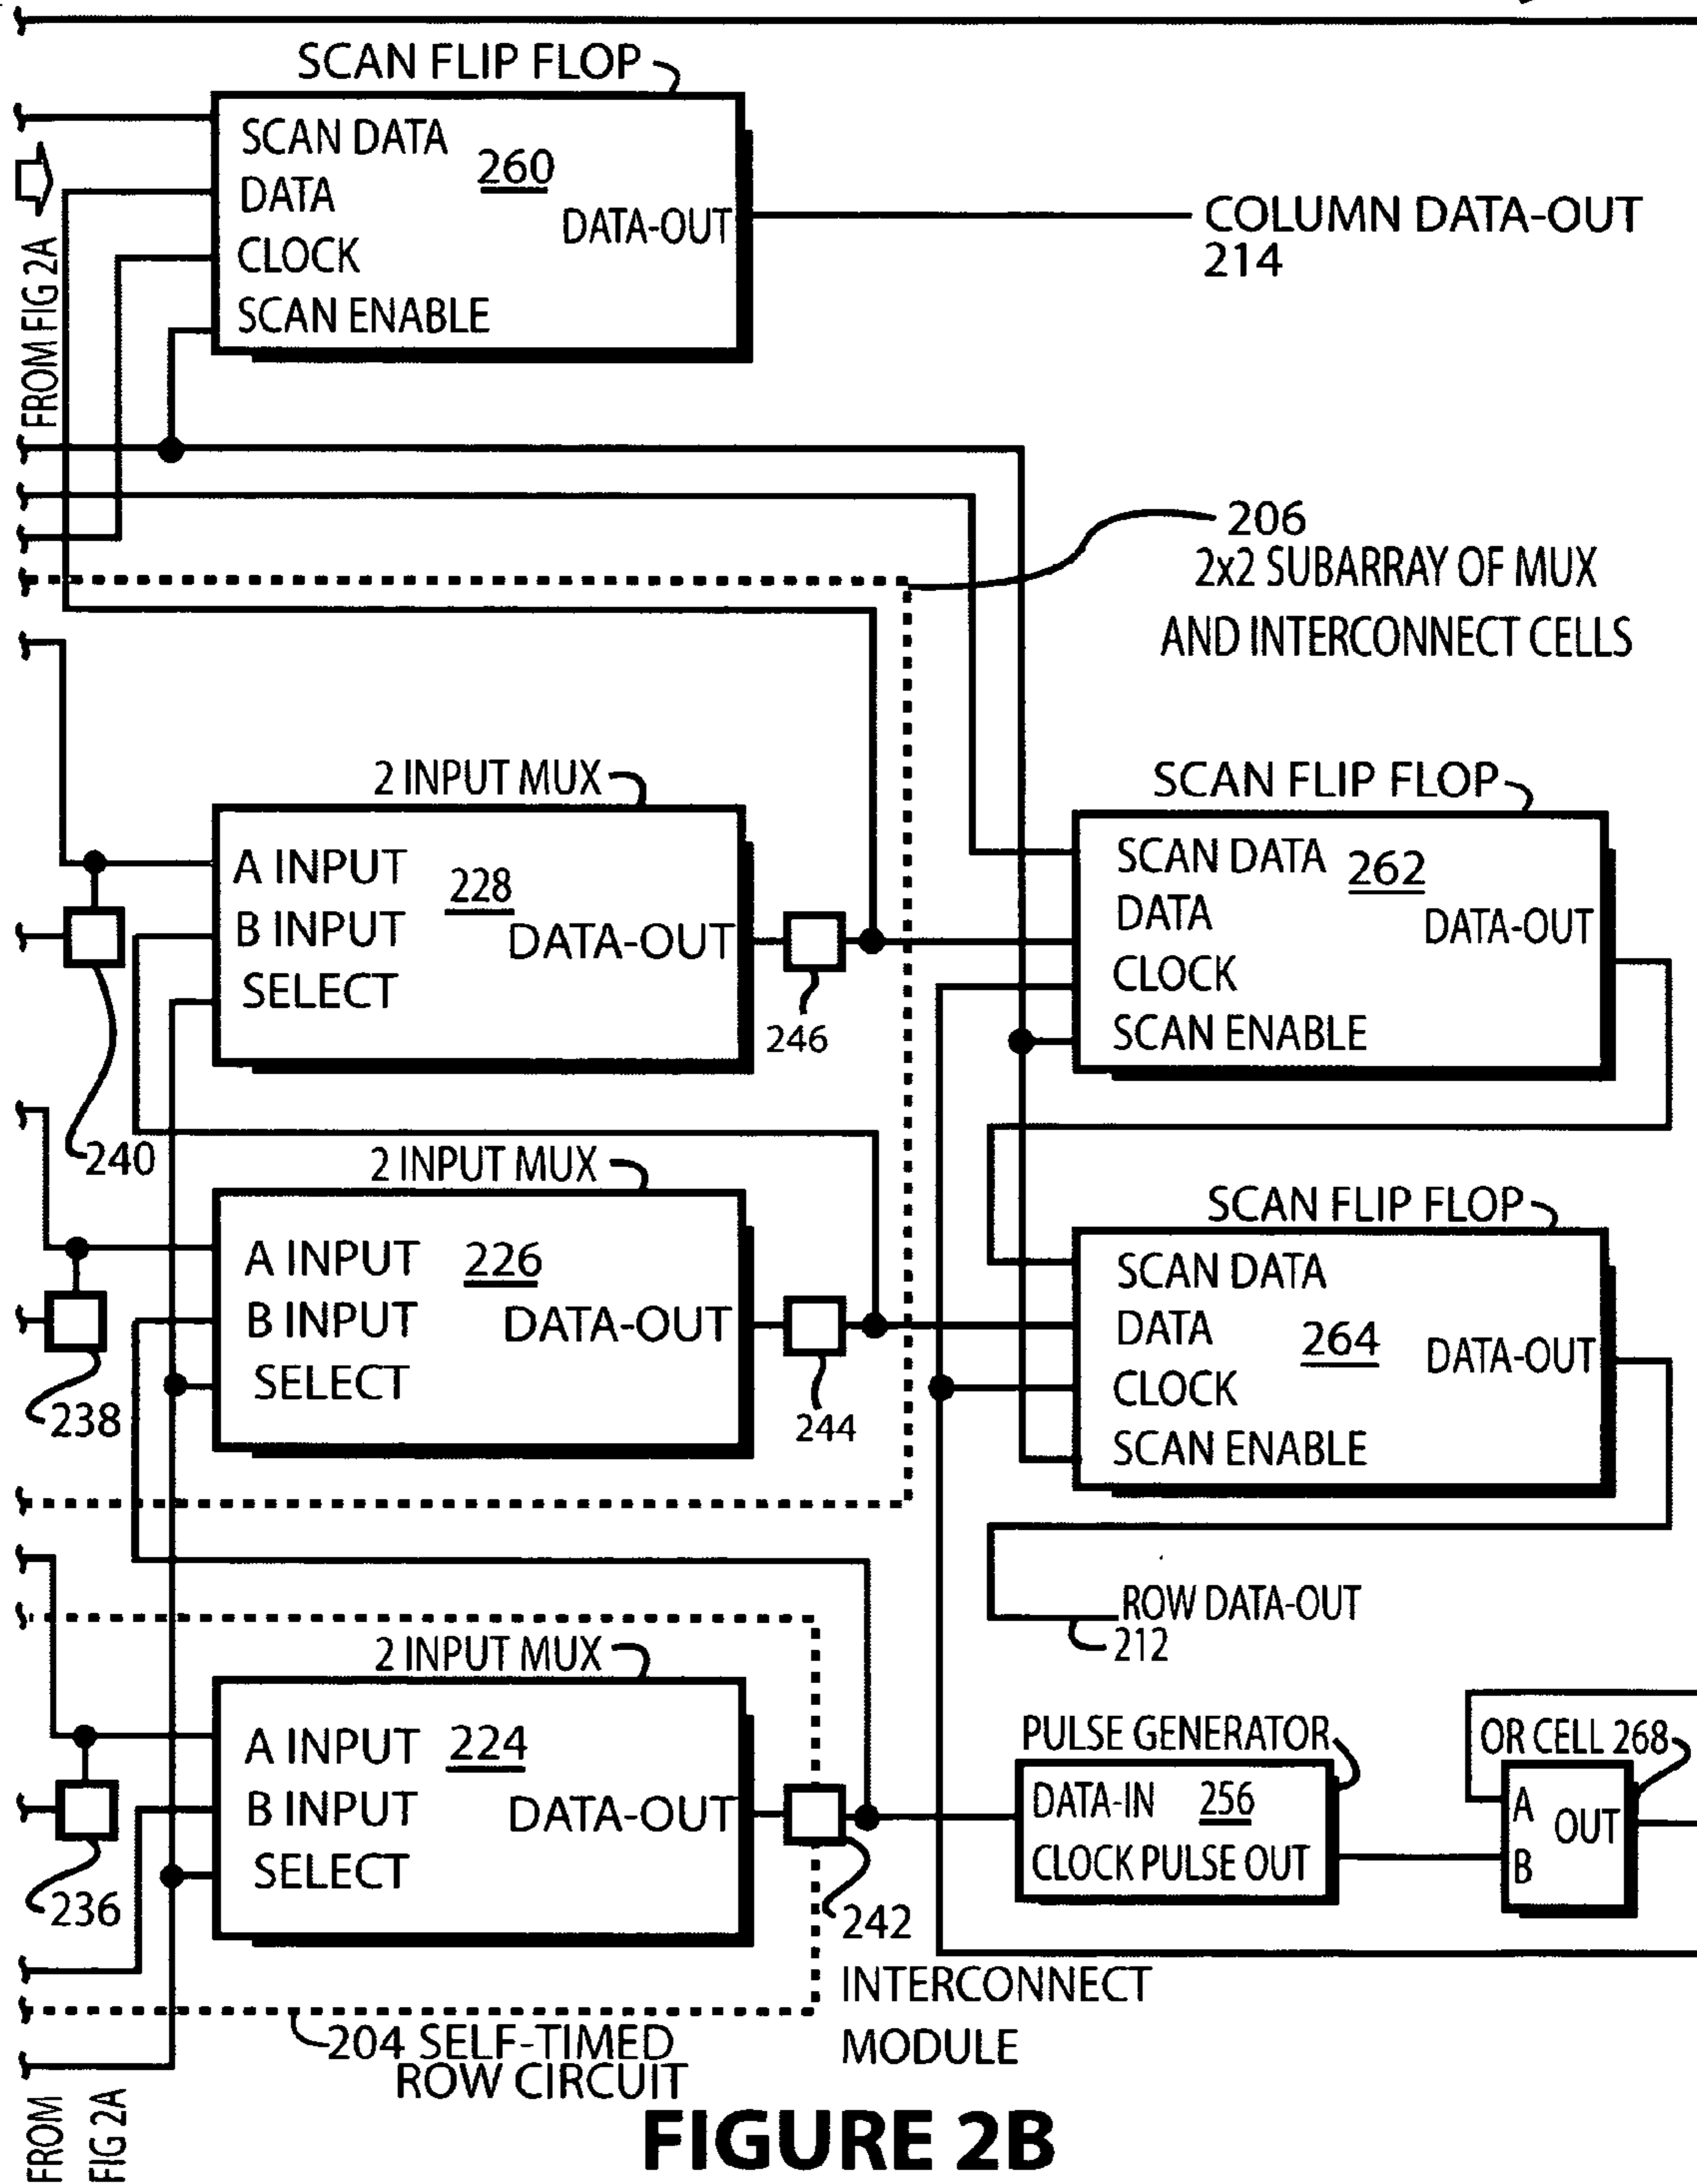 SCAN FLIP FLOP
SCAN DATA
260
DATA
DATA-OUT
CLOCK
SCAN ENABLE
COLUMN DATA-OUT
214
FROM FIG 2A
206
2x2 SUBARRAY OF MUX
AND INTERCONNECT CELLS
2 INPUT MUX
A INPUT
228
B INPUT
DATA-OUT
SELECT
246
240
SCAN FLIP FLOP
SCAN DATA
262
DATA
DATA-OUT
CLOCK
SCAN ENABLE
2 INPUT MUX
A INPUT
226
B INPUT
DATA-OUT
SELECT
244
238
SCAN FLIP FLOP
SCAN DATA
DATA
264
DATA-OUT
CLOCK
SCAN ENABLE
ROW DATA-OUT
212
2 INPUT MUX
A INPUT
224
B INPUT
DATA-OUT
SELECT
236
242
INTERCONNECT
MODULE
PULSE GENERATOR
DATA-IN
256
CLOCK PULSE OUT
OR CELL 268
A
OUT
B
204 SELF-TIMED
ROW CIRCUIT
FROM
FIG 2A
FIGURE 2B